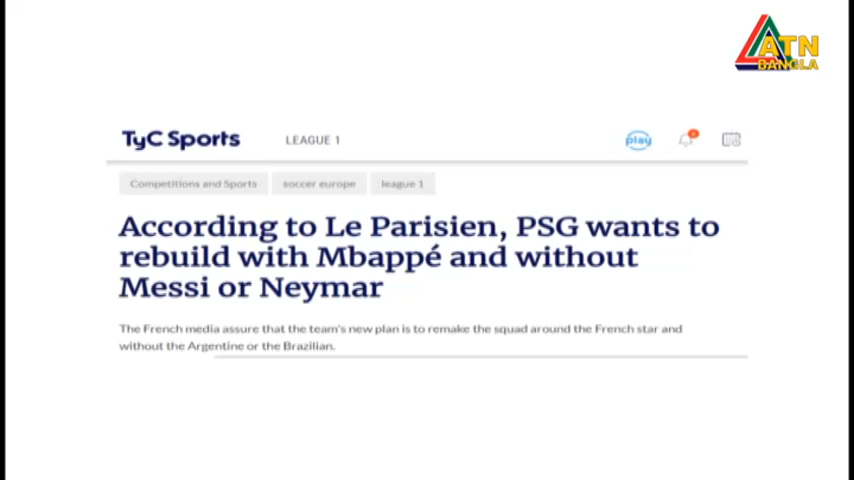 ATN
BANGLA
TyC Sports
LEAGUE 1
play
Competitions and Sports
soccer europe
league 1
According to Le Parisien, PSG wants to
rebuild with Mbappé and without
Messi or Neymar
The French media assure that the team's new plan is to remake the squad around the French star and
without the Argentine or the Brazilian.